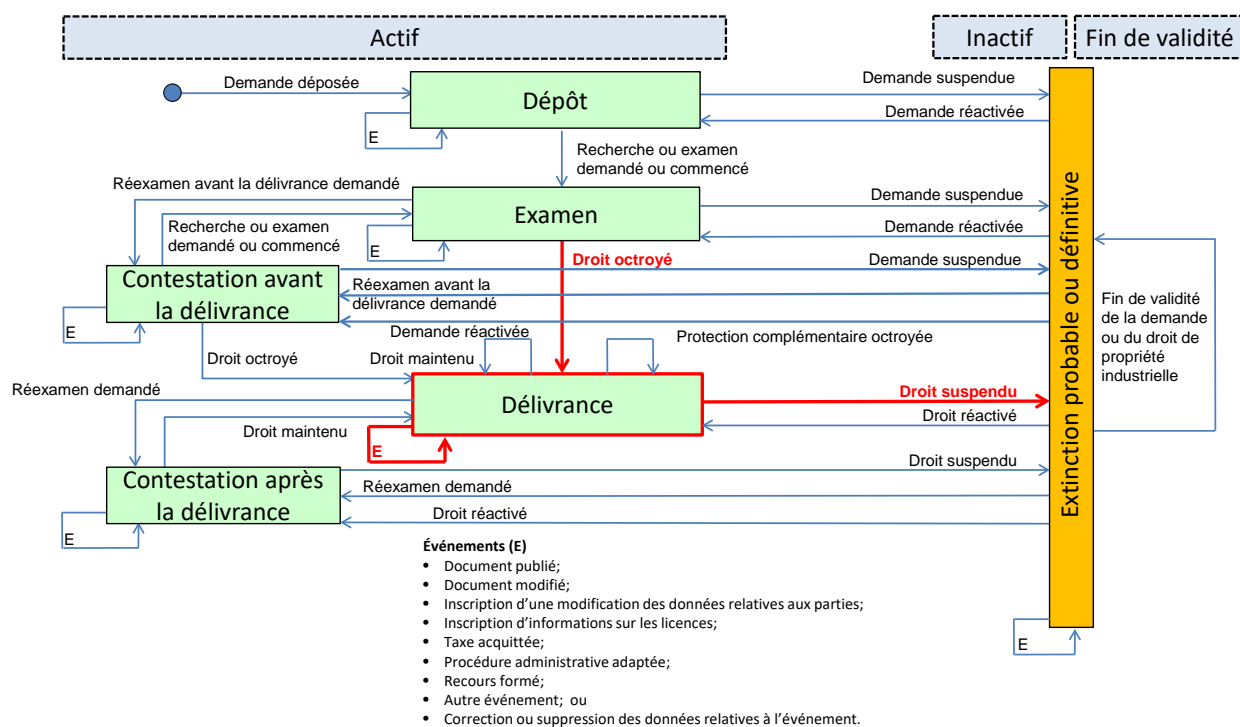 Actif
Inactif
Fin de validité
Demande déposée
Dépôt
Demande suspendue
Demande réactivée
E
Recherche ou examen
demandé ou commencé
Réexamen avant la délivrance demandé
Examen
Demande suspendue
Demande réactivée
Recherche ou examen
demandé ou commencé
E
Droit octroyé
Demande suspendue
Contestation avant
la délivrance
Réexamen avant la
délivrance demandé
E
Demande réactivée
Protection complémentaire octroyée
Droit octroyé
Droit maintenu
Fin de validité
de la demande
ou du droit de
propriété
industrielle
Extinction probable ou définitive
Réexamen demandé
Délivrance
Droit suspendu
Droit réactivé
Droit maintenu
E
Contestation après
la délivrance
Droit suspendu
Réexamen demandé
Droit réactivé
E
Événements (E)
• Document publié;
• Document modifié;
• Inscription d’une modification des données relatives aux parties;
• Inscription d’informations sur les licences;
• Taxe acquittée;
• Procédure administrative adaptée;
• Recours formé;
• Autre événement; ou
• Correction ou suppression des données relatives à l’événement.
E